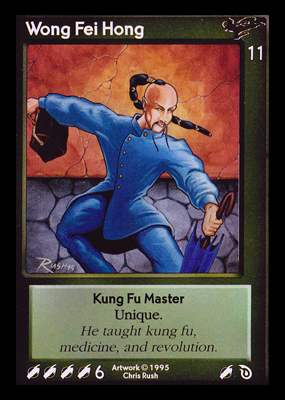 Wong Fei Hong
11
RUSH95
Kung Fu Master
Unique.
He taught kung fu,
medicine, and revolution.
6
Artwork © 1995
Chris Rush